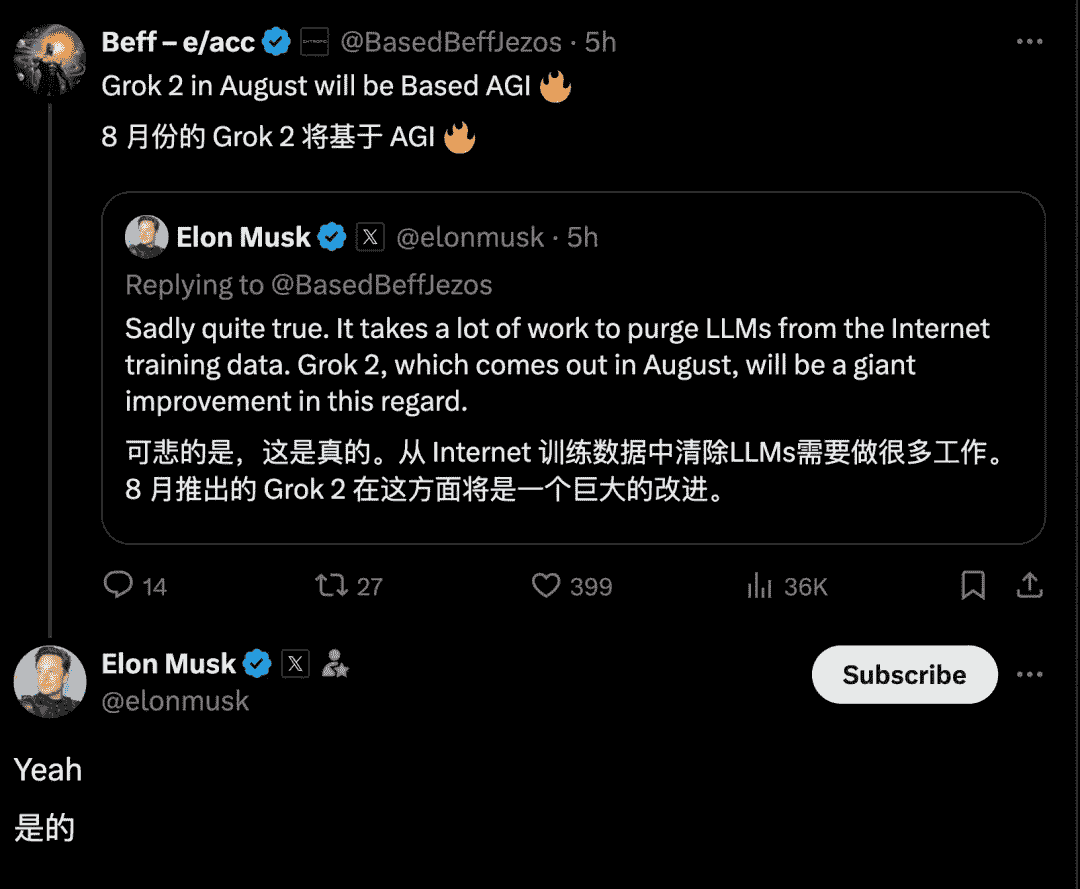 Beff – e/acc @BasedBeffJezos · 5h
Grok 2 in August will be Based AGI 🔥
8 月份的 Grok 2 将基于 AGI 🔥
Elon Musk X @elonmusk · 5h
Replying to @BasedBeffJezos
Sadly quite true. It takes a lot of work to purge LLMs from the Internet
training data. Grok 2, which comes out in August, will be a giant
improvement in this regard.
可悲的是，这是真的。从 Internet 训练数据中清除LLMs需要做很多工作。
8 月推出的 Grok 2 在这方面将是一个巨大的改进。
14 27 399 36K
Elon Musk X
@elonmusk
Subscribe
Yeah
是的